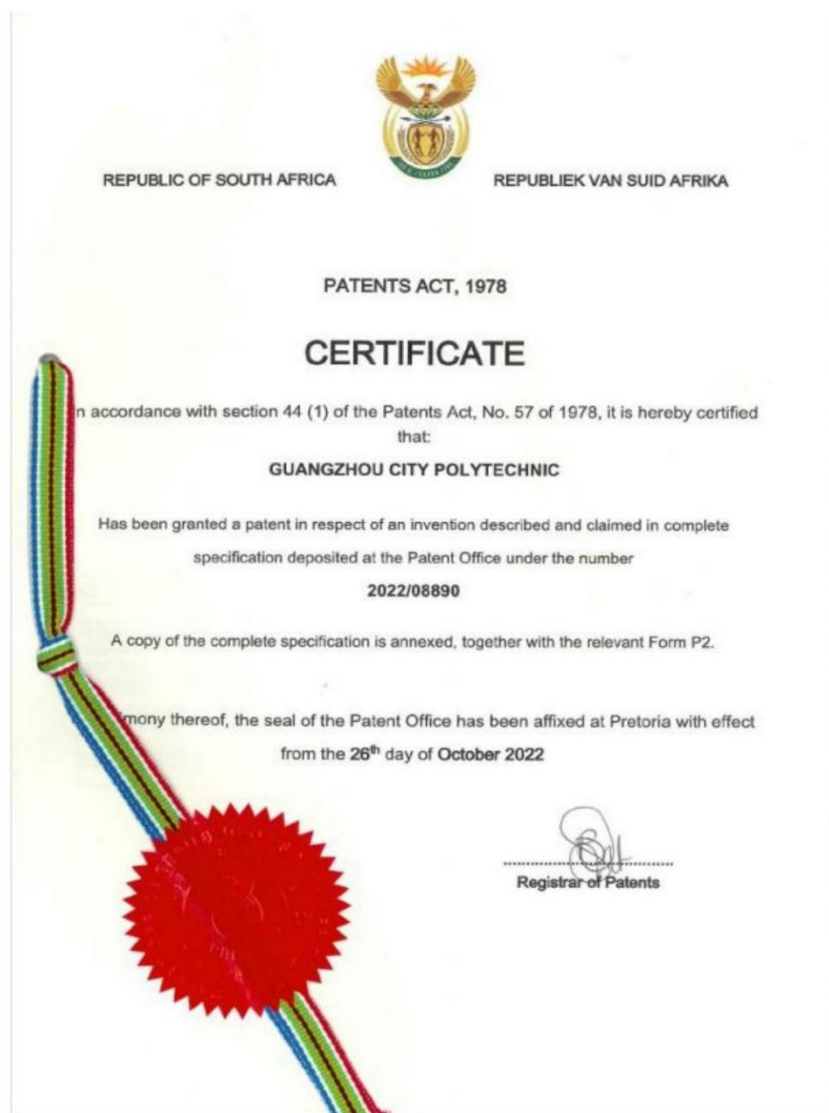 REPUBLIC OF SOUTH AFRICA
REPUBLIEK VAN SUID AFRIKA
PATENTS ACT, 1978
CERTIFICATE
n accordance with section 44 (1) of the Patents Act, No. 57 of 1978, it is hereby certified
that:
GUANGZHOU CITY POLYTECHNIC
Has been granted a patent in respect of an invention described and claimed in complete
specification deposited at the Patent Office under the number
2022/08890
A copy of the complete specification is annexed, together with the relevant Form P2.
mony thereof, the seal of the Patent Office has been affixed at Pretoria with effect
from the 26th day of October 2022
Registrar of Patents